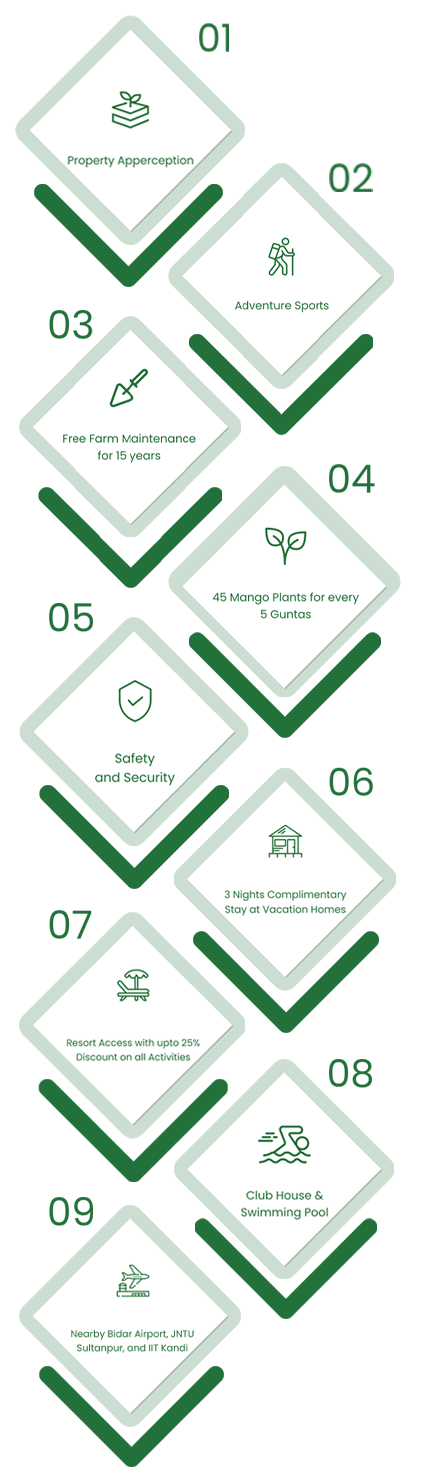 01
Property Apperception
02
Adventure Sports
03
Free Farm Maintenance
for 15 years
04
45 Mango Plants for every
5 Guntas
05
Safety
and Security
06
3 Nights Complimentary
Stay at Vacation Homes
07
Resort Access with upto 25%
Discount on all Activities
08
Club House &
Swimming Pool
09
Nearby Bidar Airport, JNTU
Sultanpur, and IIT Kandi